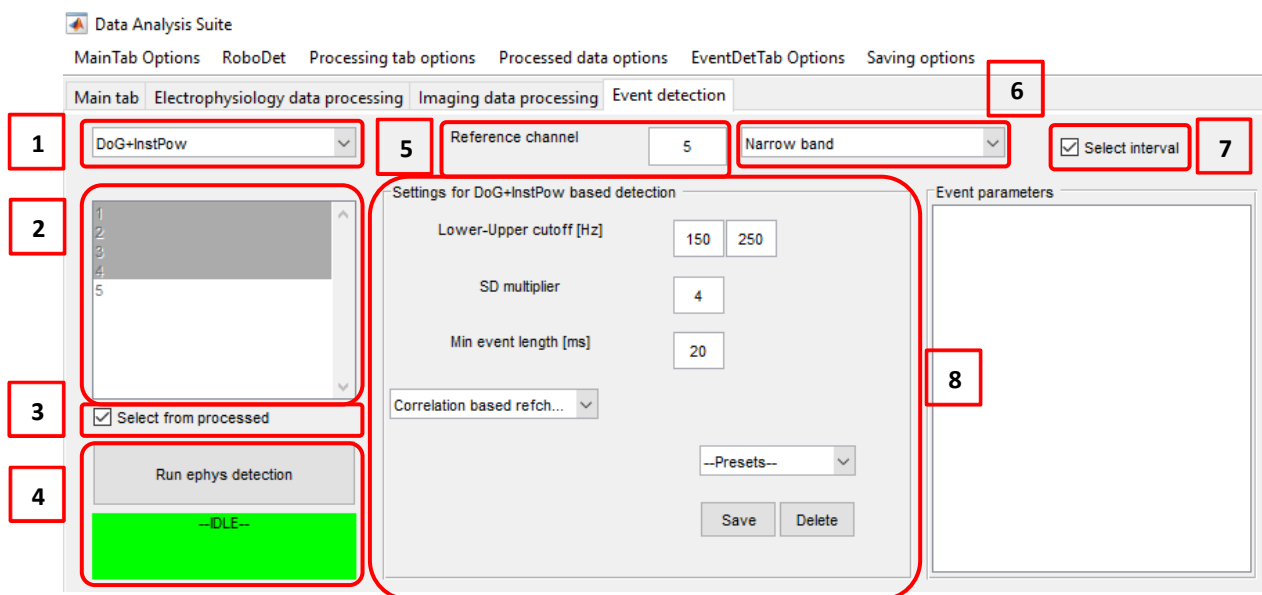 Data Analysis Suite
MainTab Options RoboDet Processing tab options Processed data options EventDetTab Options Saving options
6
Main tab Electrophysiology data processing Imaging data processing Event detection
1 DoG+InstPow 5 Reference channel 5 Narrow band Select interval 7
2
1
2
3
4
5
Settings for DoG+InstPow based detection
Lower-Upper cutoff [Hz] 150 250
SD multiplier 4
Min event length [ms] 20
Correlation based refch...
--Presets--
Save Delete
Event parameters
8
3 Select from processed
4 Run ephys detection
--IDLE--